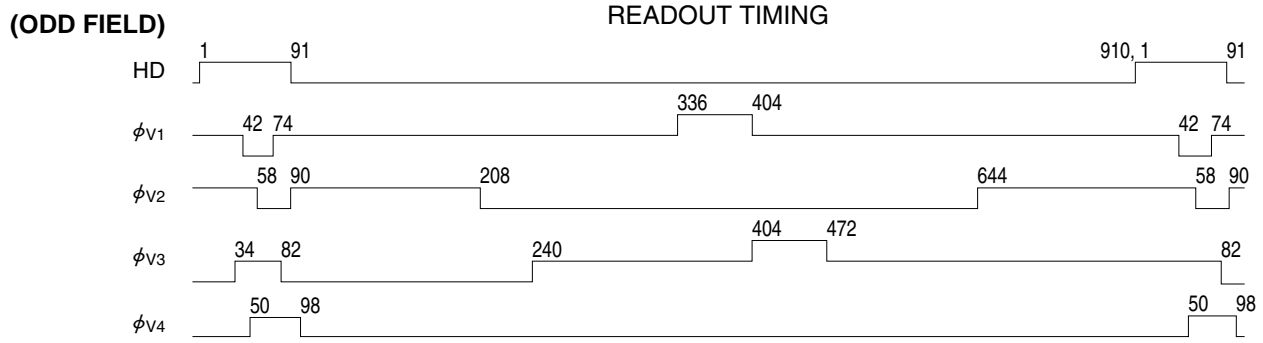 READOUT TIMING
(ODD FIELD)
HD 1 91 910, 1 91
ϕV1 42 74 336 404 42 74
ϕV2 58 90 208 644 58 90
ϕV3 34 82 240 404 472 82
ϕV4 50 98 50 98